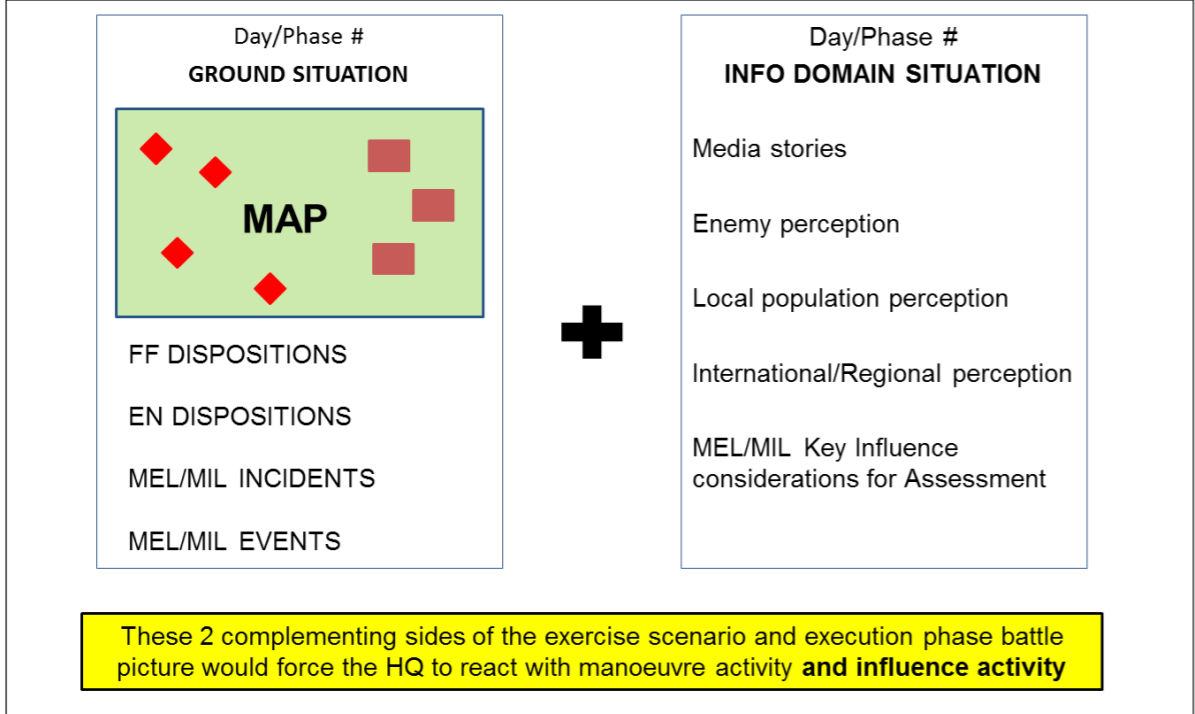 Day/Phase #
GROUND SITUATION
MAP
FF DISPOSITIONS
EN DISPOSITIONS
MEL/MIL INCIDENTS
MEL/MIL EVENTS
Day/Phase #
INFO DOMAIN SITUATION
Media stories
Enemy perception
Local population perception
International/Regional perception
MEL/MIL Key Influence
considerations for Assessment
These 2 complementing sides of the exercise scenario and execution phase battle
picture would force the HQ to react with manoeuvre activity and influence activity